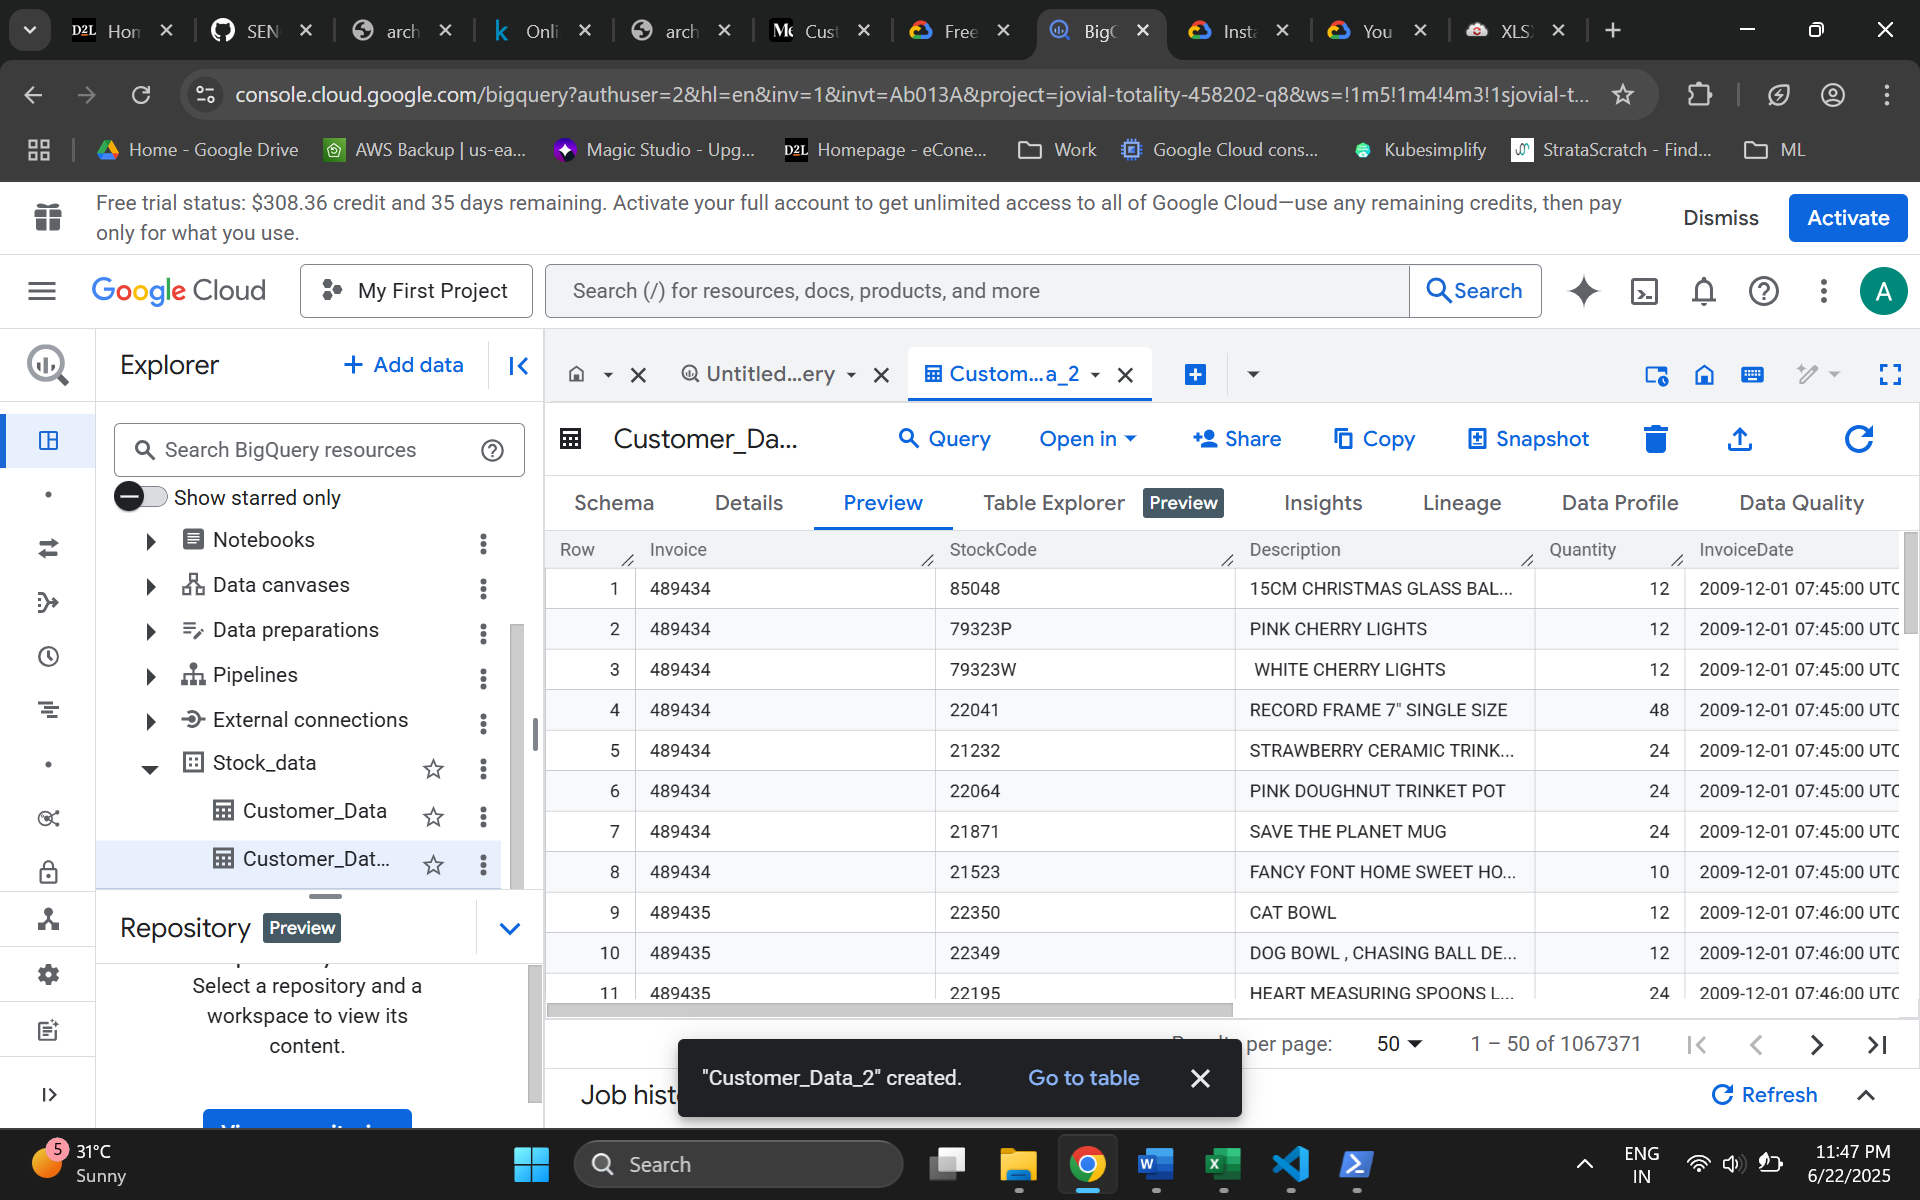 Hon
SEN
arch
Onli
arch
Cust
Free
BigQ
Insta
You
XLS
console.cloud.google.com/bigquery?authuser=2&hl=en&inv=1&invt=Ab013A&project=jovial-totality-458202-q8&ws=!1m5!1m4!4m3!1sjovial-t...
Home - Google Drive
AWS Backup | us-ea...
Magic Studio - Upg...
Homepage - eCone...
Work
Google Cloud cons...
Kubesimplify
StrataScratch - Find...
ML
Free trial status: $308.36 credit and 35 days remaining. Activate your full account to get unlimited access to all of Google Cloud—use any remaining credits, then pay
only for what you use.
Dismiss
Activate
Google Cloud
My First Project
Search (/) for resources, docs, products, and more
Search
A
Explorer
+ Add data
Untitled...ery
Custom...a_2
Search BigQuery resources
Show starred only
Notebooks
Data canvases
Data preparations
Pipelines
External connections
Stock_data
Customer_Data
Customer_Dat...
Repository Preview
Select a repository and a
workspace to view its
content.
Customer_Da...
Query
Open in
Share
Copy
Snapshot
Schema
Details
Preview
Table Explorer Preview
Insights
Lineage
Data Profile
Data Quality
Row Invoice StockCode Description Quantity InvoiceDate
1 489434 85048 15CM CHRISTMAS GLASS BAL... 12 2009-12-01 07:45:00 UTC
2 489434 79323P PINK CHERRY LIGHTS 12 2009-12-01 07:45:00 UTC
3 489434 79323W WHITE CHERRY LIGHTS 12 2009-12-01 07:45:00 UTC
4 489434 22041 RECORD FRAME 7" SINGLE SIZE 48 2009-12-01 07:45:00 UTC
5 489434 21232 STRAWBERRY CERAMIC TRINK... 24 2009-12-01 07:45:00 UTC
6 489434 22064 PINK DOUGHNUT TRINKET POT 24 2009-12-01 07:45:00 UTC
7 489434 21871 SAVE THE PLANET MUG 24 2009-12-01 07:45:00 UTC
8 489434 21523 FANCY FONT HOME SWEET HO... 10 2009-12-01 07:45:00 UTC
9 489435 22350 CAT BOWL 12 2009-12-01 07:46:00 UTC
10 489435 22349 DOG BOWL , CHASING BALL DE... 12 2009-12-01 07:46:00 UTC
11 489435 22195 HEART MEASURING SPOONS L... 24 2009-12-01 07:46:00 UTC
per page: 50 1 – 50 of 1067371
"Customer_Data_2" created. Go to table
Job hist
Refresh
5
31°C
Sunny
Search
ENG
IN
11:47 PM
6/22/2025